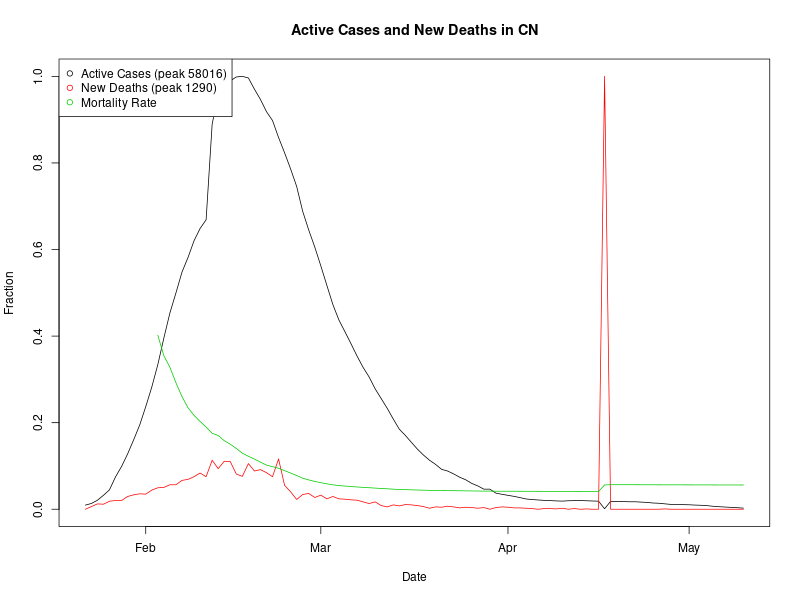 Active Cases and New Deaths in CN
Active Cases (peak 58016)
New Deaths (peak 1290)
Mortality Rate
1.0
0.8
0.6
0.4
0.2
0.0
Fraction
Feb
Mar
Apr
May
Date